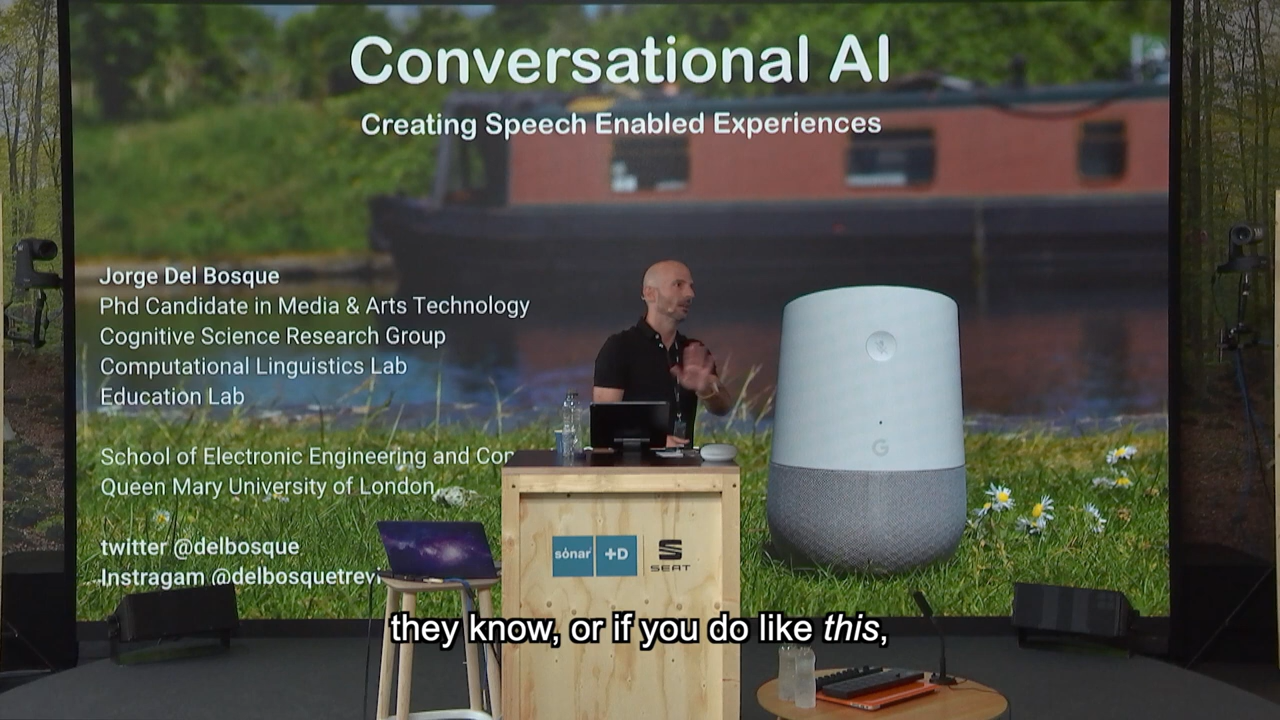 Conversational AI
Creating Speech Enabled Experiences
Jorge Del Bosque
Phd Candidate in Media & Arts Technology
Cognitive Science Research Group
Computational Linguistics Lab
Education Lab
School of Electronic Engineering and
Queen Mary University of London
twitter @delbosque
Instragam
G
sónar +D
SEAT
they know, or if you do like this,